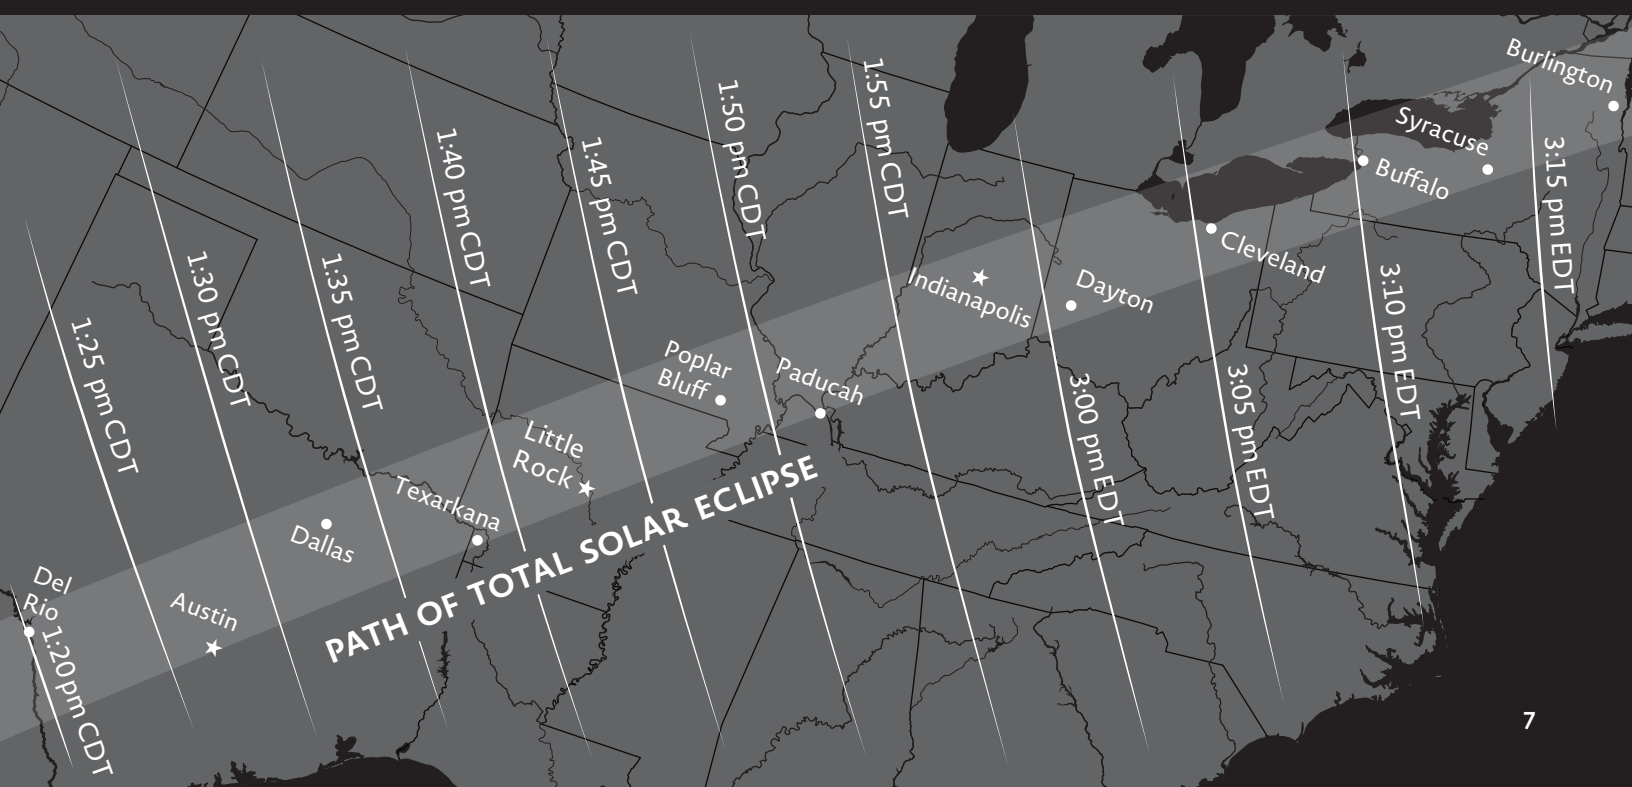 Del
Rio
1:20 pm CDT
1:25 pm CDT
Austin
1:30 pm CDT
Dallas
1:35 pm CDT
Texarkana
1:40 pm CDT
Little
Rock
1:45 pm CDT
Poplar
Bluff
1:50 pm CDT
Paducah
PATH OF TOTAL SOLAR ECLIPSE
1:55 pm CDT
Indianapolis
3:00 pm EDT
Dayton
3:05 pm EDT
Cleveland
3:10 pm EDT
Buffalo
Syracuse
3:15 pm EDT
Burlington
7